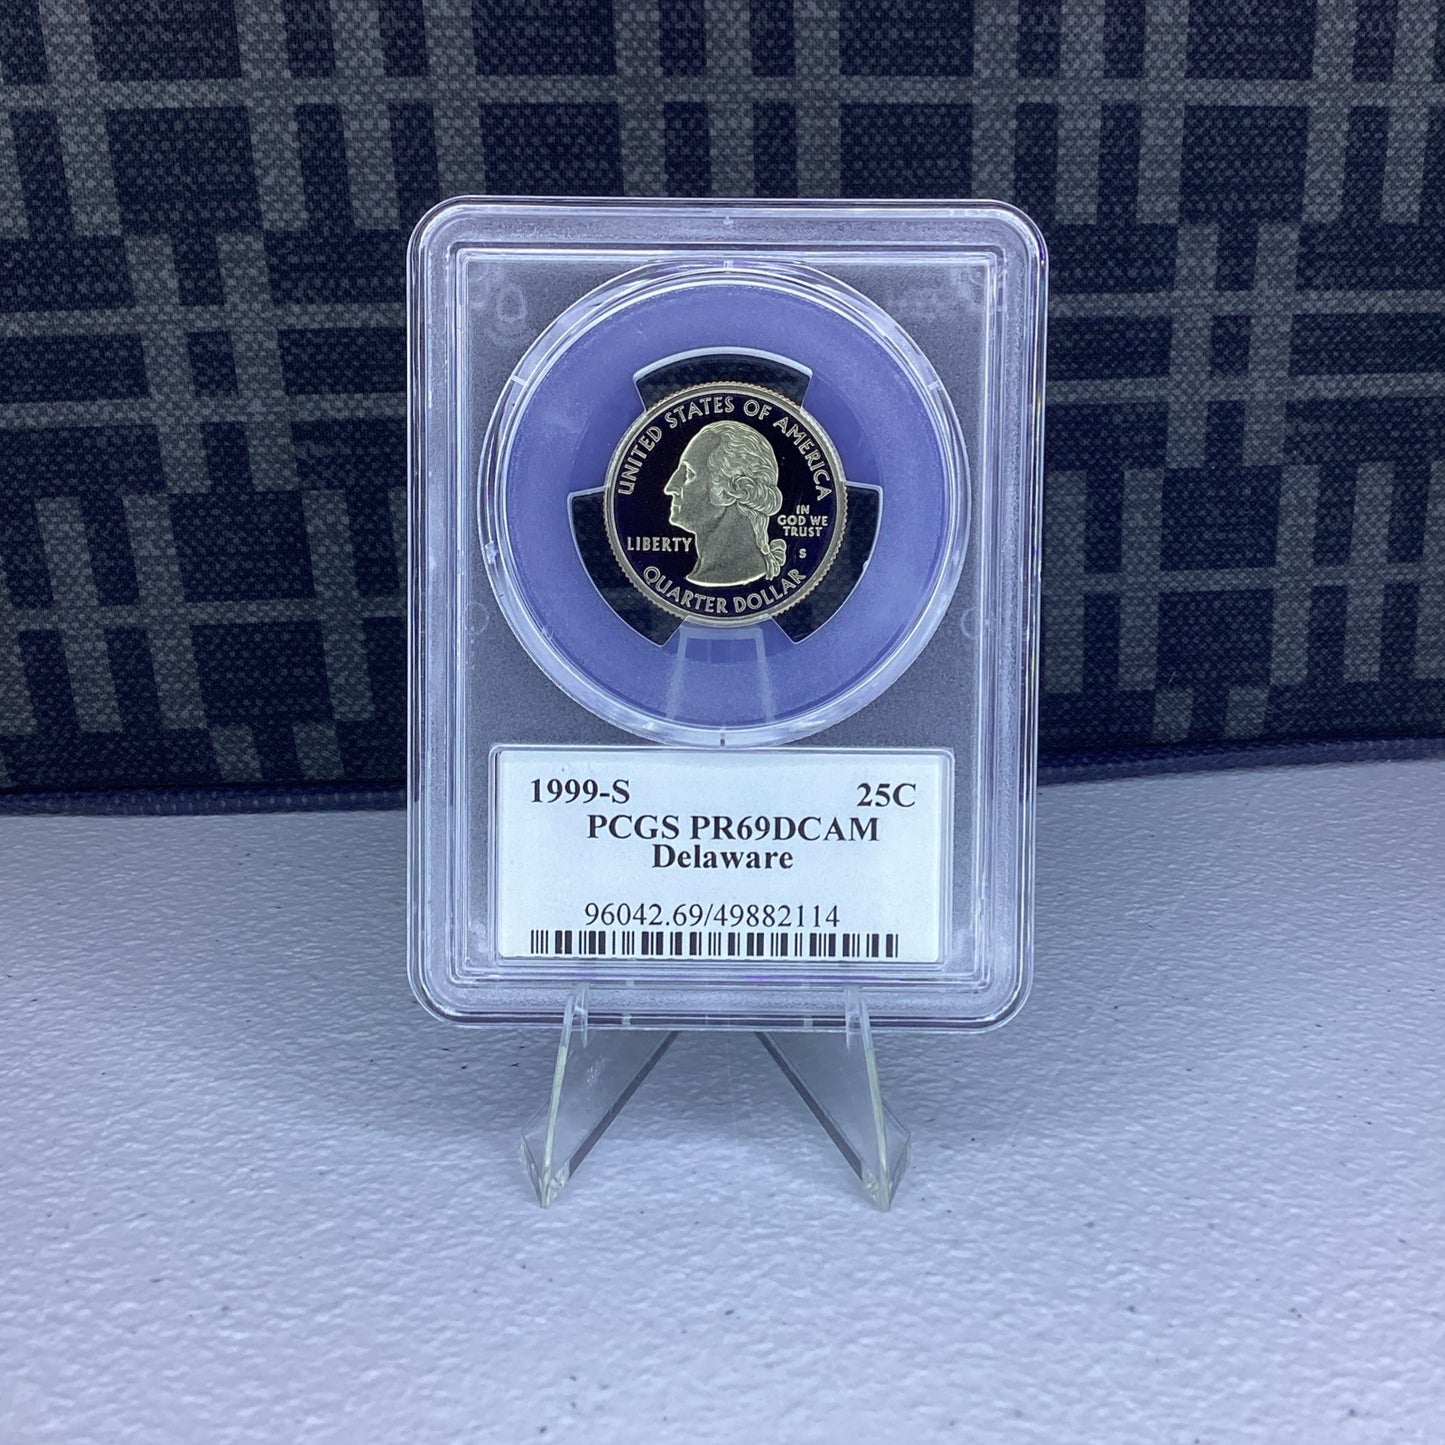 UNITED STATES OF AMERICA
IN
GOD WE
TRUST
LIBERTY
S
QUARTER DOLLAR
1999-S 25C
PCGS PR69DCAM
Delaware
96042.69/49882114